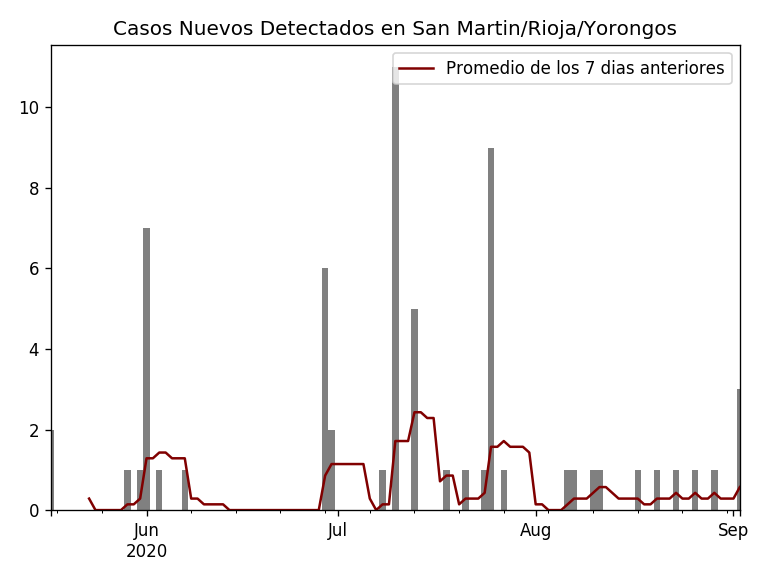 Casos Nuevos Detectados en San Martin/Rioja/Yorongos
Promedio de los 7 dias anteriores
10
8
6
4
2
0
Jun
2020
Jul
Aug
Sep